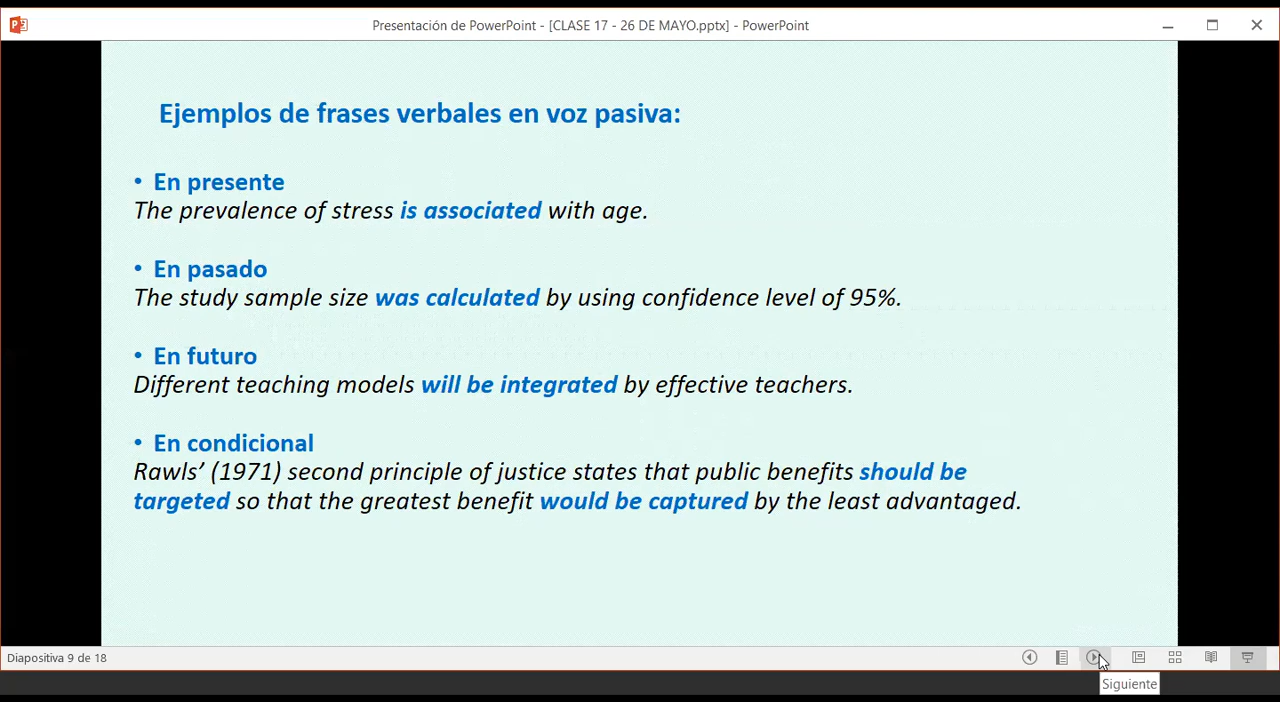 Presentación de PowerPoint - [CLASE 17 - 26 DE MAYO.pptx] - PowerPoint
Ejemplos de frases verbales en voz pasiva:
• En presente
The prevalence of stress is associated with age.
• En pasado
The study sample size was calculated by using confidence level of 95%.
• En futuro
Different teaching models will be integrated by effective teachers.
• En condicional
Rawls’ (1971) second principle of justice states that public benefits should be
targeted so that the greatest benefit would be captured by the least advantaged.
Diapositiva 9 de 18
Siguiente